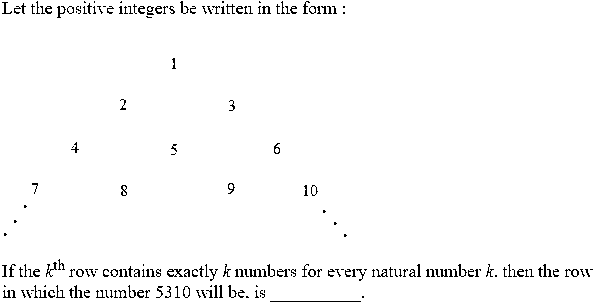 Let the positive integers be written in the form :
1
2 3
4 5 6
7 8 9 10
If the kth row contains exactly k numbers for every natural number k. then the row
in which the number 5310 will be, is __________.